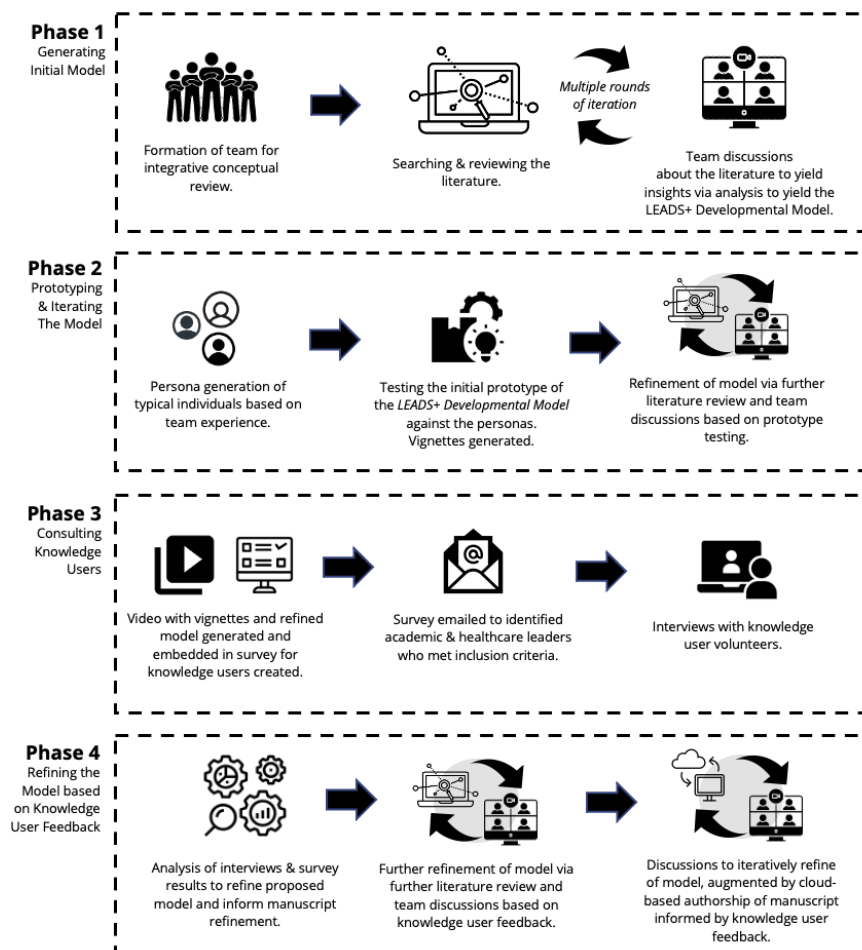 Phase 1
Generating
Initial Model
Formation of team for
integrative conceptual
review.
Searching & reviewing the
literature.
Multiple rounds
of iteration
Team discussions
about the literature to yield
insights via analysis to yield the
LEADS+ Developmental Model.
Phase 2
Prototyping
& Iterating
The Model
Persona generation of
typical individuals based on
team experience.
Testing the initial prototype of
the LEADS+ Developmental Model
against the personas.
Vignettes generated.
Refinement of model via further
literature review and team
discussions based on prototype
testing.
Phase 3
Consulting
Knowledge
Users
Video with vignettes and refined
model generated and
embedded in survey for
knowledge users created.
@
Survey emailed to identified
academic & healthcare leaders
who met inclusion criteria.
Interviews with knowledge
user volunteers.
Phase 4
Refining the
Model based
on Knowledge
User Feedback
Analysis of interviews & survey
results to refine proposed
model and inform manuscript
refinement.
Further refinement of model via
further literature review and
team discussions based on
knowledge user feedback.
Discussions to iteratively refine
of model, augmented by cloud-
based authorship of manuscript
informed by knowledge user
feedback.